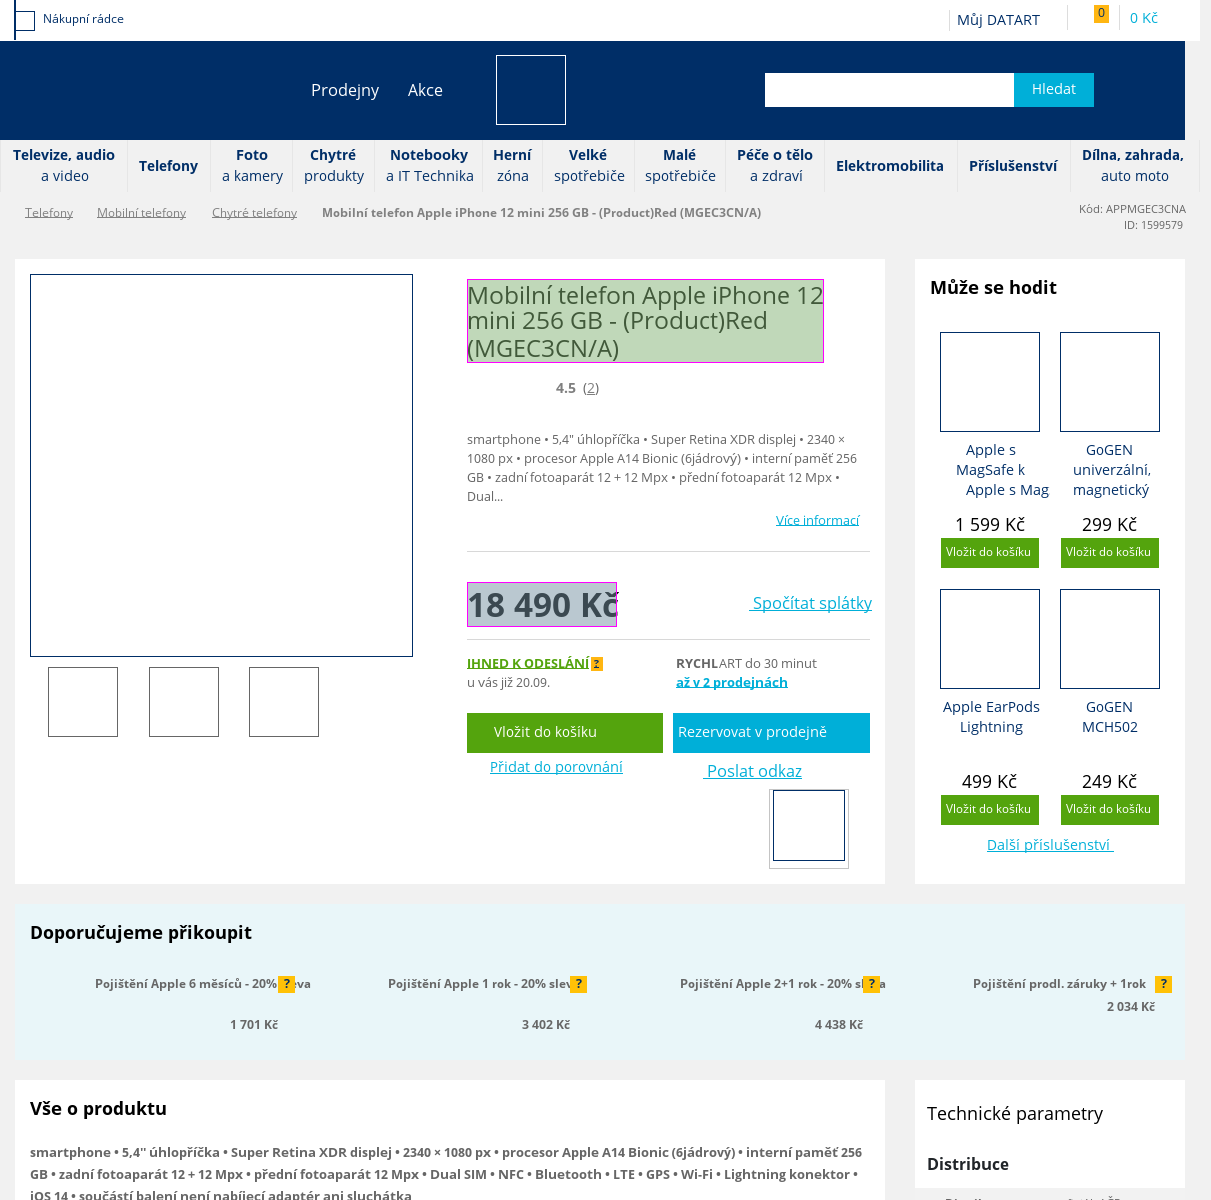 Nákupní rádce
Můj DATART
0
0 Kč
Prodejny
Akce
Hledat
Televize, audio
a video
Telefony
Foto
a kamery
Chytré
produkty
Notebooky
a IT Technika
Herní
zóna
Velké
spotřebiče
Malé
spotřebiče
Péče o tělo
a zdraví
Elektromobilita
Příslušenství
Dílna, zahrada,
auto moto
Telefony
Mobilní telefony
Chytré telefony
Mobilní telefon Apple iPhone 12 mini 256 GB - (Product)Red (MGEC3CN/A)
Kód: APPMGEC3CNA
ID: 1599579
Mobilní telefon Apple iPhone 12
mini 256 GB - (Product)Red
(MGEC3CN/A)
4.5 (2)
smartphone • 5,4" úhlopříčka • Super Retina XDR displej • 2340 ×
1080 px • procesor Apple A14 Bionic (6jádrový) • interní paměť 256
GB • zadní fotoaparát 12 + 12 Mpx • přední fotoaparát 12 Mpx •
Dual...
Více informací
18 490 Kč
Spočítat splátky
IHNED K ODESLÁNÍ ?
u vás již 20.09.
RYCHLART do 30 minut
až v 2 prodejnách
Vložit do košíku
Rezervovat v prodejně
Přidat do porovnání
Poslat odkaz
Může se hodit
Apple s
MagSafe k
Apple s Mag
GoGEN
univerzální,
magnetický
1 599 Kč
299 Kč
Vložit do košíku
Vložit do košíku
Apple EarPods
Lightning
GoGEN
MCH502
499 Kč
249 Kč
Vložit do košíku
Vložit do košíku
Další příslušenství
Doporučujeme přikoupit
Pojištění Apple 6 měsíců - 20% ?
1 701 Kč
Pojištění Apple 1 rok - 20% ?
3 402 Kč
Pojištění Apple 2+1 rok - 20% ?
4 438 Kč
Pojištění prodl. záruky + 1rok ?
2 034 Kč
Vše o produktu
smartphone • 5,4'' úhlopříčka • Super Retina XDR displej • 2340 × 1080 px • procesor Apple A14 Bionic (6jádrový) • interní paměť 256
GB • zadní fotoaparát 12 + 12 Mpx • přední fotoaparát 12 Mpx • Dual SIM • NFC • Bluetooth • LTE • GPS • Wi-Fi • Lightning konektor •
iOS 14 • součástí balení není nabíjecí adaptér ani sluchátka
Technické parametry
Distribuce